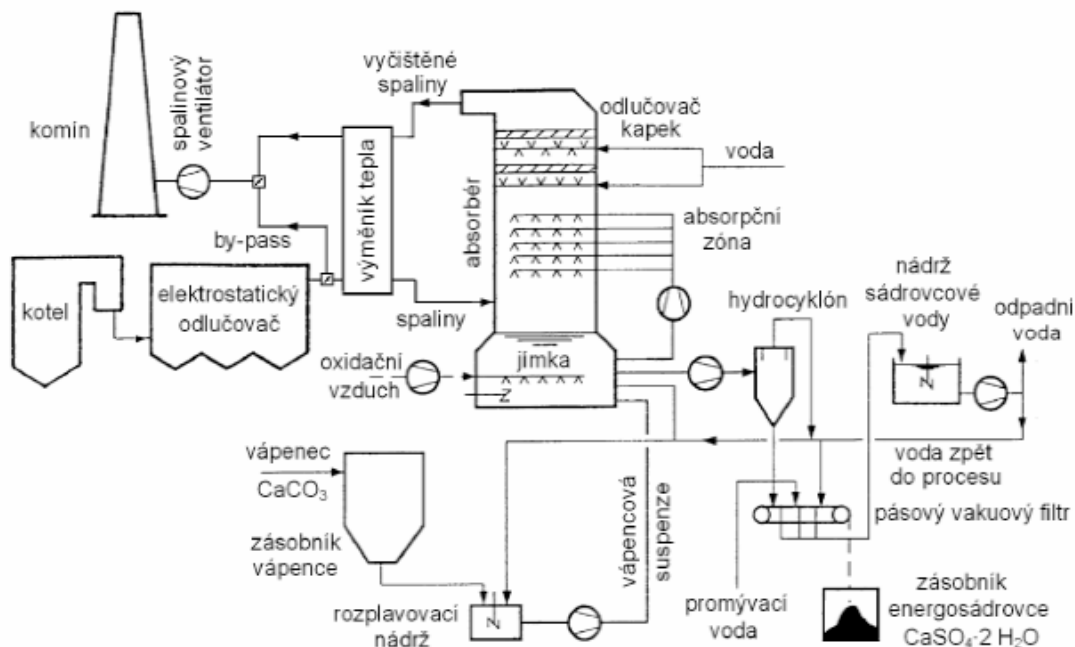 vyčištěné
spaliny
spalinový
ventilátor
komín
odlučovač
kapek
voda
výměník tepla
absorbér
absorpční
zóna
by-pass
kotel
elektrostatický
odlučovač
spaliny
hydrocyklón
nádrž
sádrovcové
vody
odpadni
voda
jímka
oxidační
vzduch
vápenec
CaCO₃
voda zpět
do procesu
pásový vakuový filtr
vápencová
suspenze
zásobník
vápence
rozplavovací
nádrž
promývací
voda
zásobník
energosádrovce
CaSO₄·2 H₂O